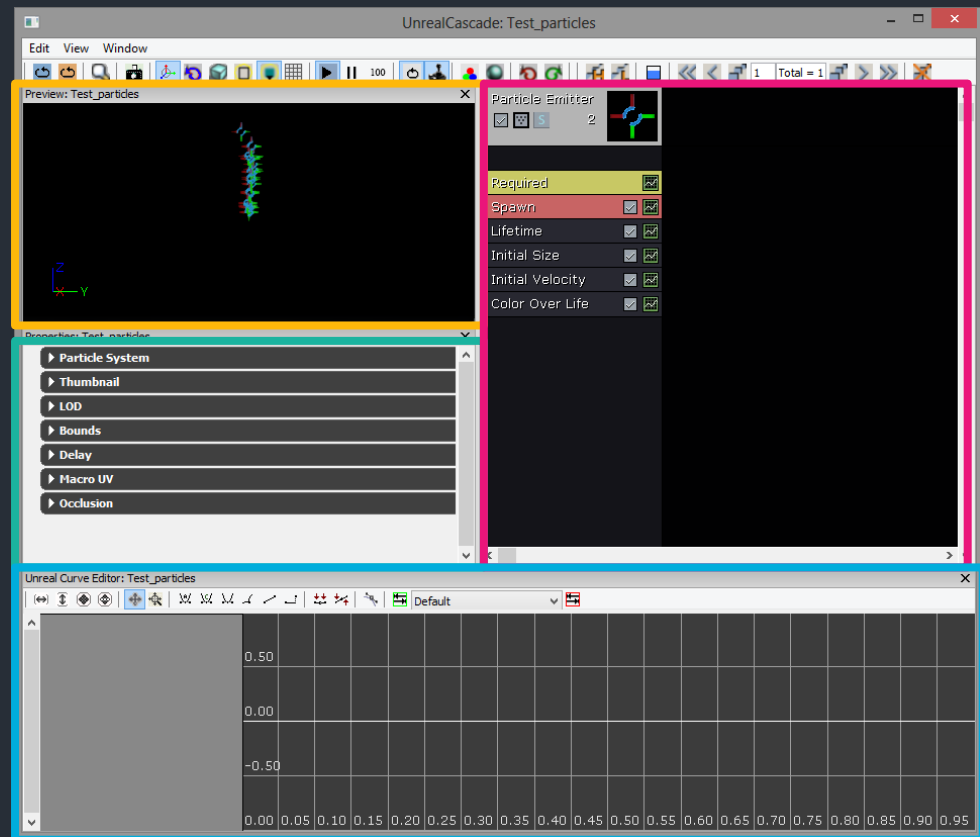 UnrealCascade: Test_particles
Edit View Window
100
1
Total = 1
Preview: Test_particles
Z
X
Y
Particle Emitter
S
2
Required
Spawn
Lifetime
Initial Size
Initial Velocity
Color Over Life
Properties: Test_particles
Particle System
Thumbnail
LOD
Bounds
Delay
Macro UV
Occlusion
Unreal Curve Editor: Test_particles
Default
0.50
0.00
-0.50
0.00 0.05 0.10 0.15 0.20 0.25 0.30 0.35 0.40 0.45 0.50 0.55 0.60 0.65 0.70 0.75 0.80 0.85 0.90 0.95